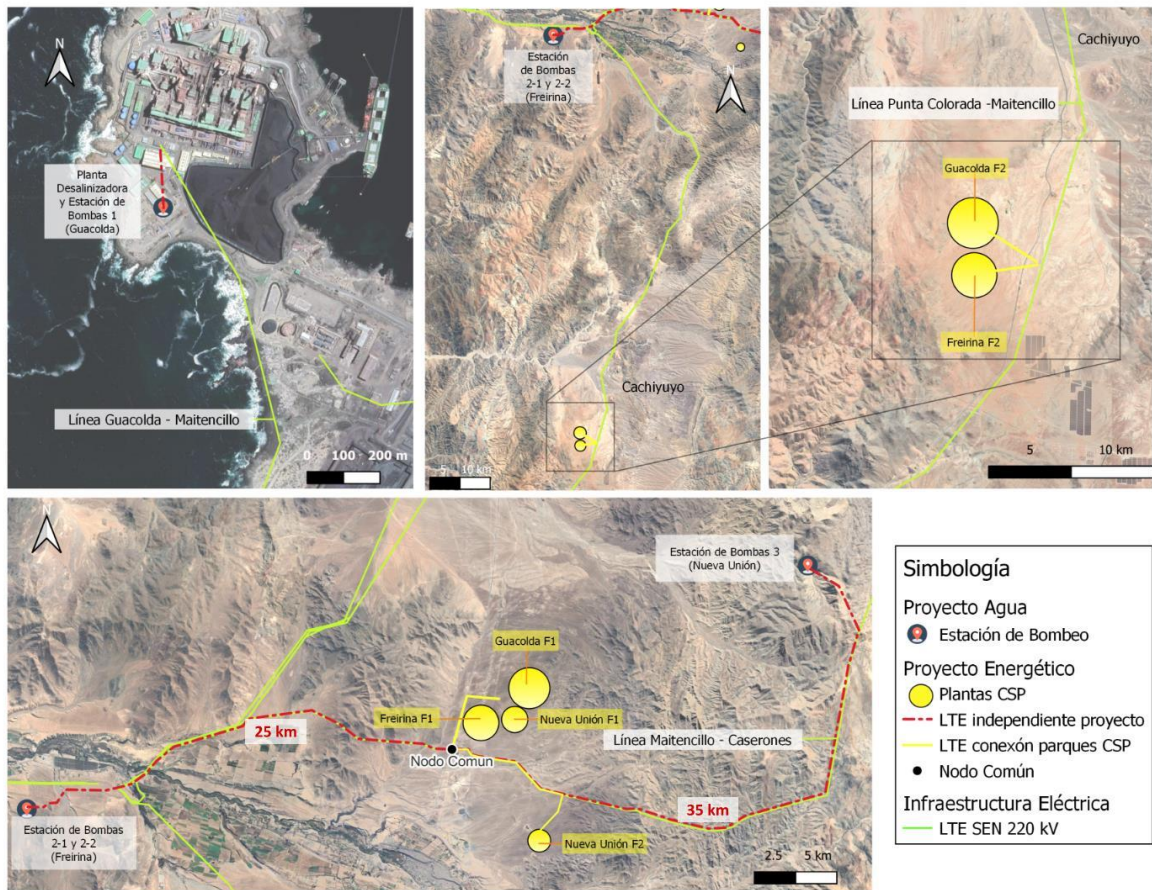 N
Planta
Desalinizadora
y Estación de
Bombas 1
(Guacolda)
Línea Guacolda - Maitencillo
0 100 200 m
Estación
de Bombas
2-1 y 2-2
(Freirina)
N
Cachiyuyo
5 10 km
N
Cachiyuyo
Línea Punta Colorada -Maitencillo
Guacolda F2
Freirina F2
5 10 km
N
Estación de Bombas 3
(Nueva Unión)
Guacolda F1
Freirina F1
Nueva Unión F1
25 km
Línea Maitencillo - Caserones
Nodo Común
35 km
Estación de Bombas
2-1 y 2-2
(Freirina)
Nueva Unión F2
2.5 5 km
Simbología
Proyecto Agua
Estación de Bombeo
Proyecto Energético
Plantas CSP
LTE independiente proyecto
LTE conexón parques CSP
Nodo Común
Infraestructura Eléctrica
LTE SEN 220 kV